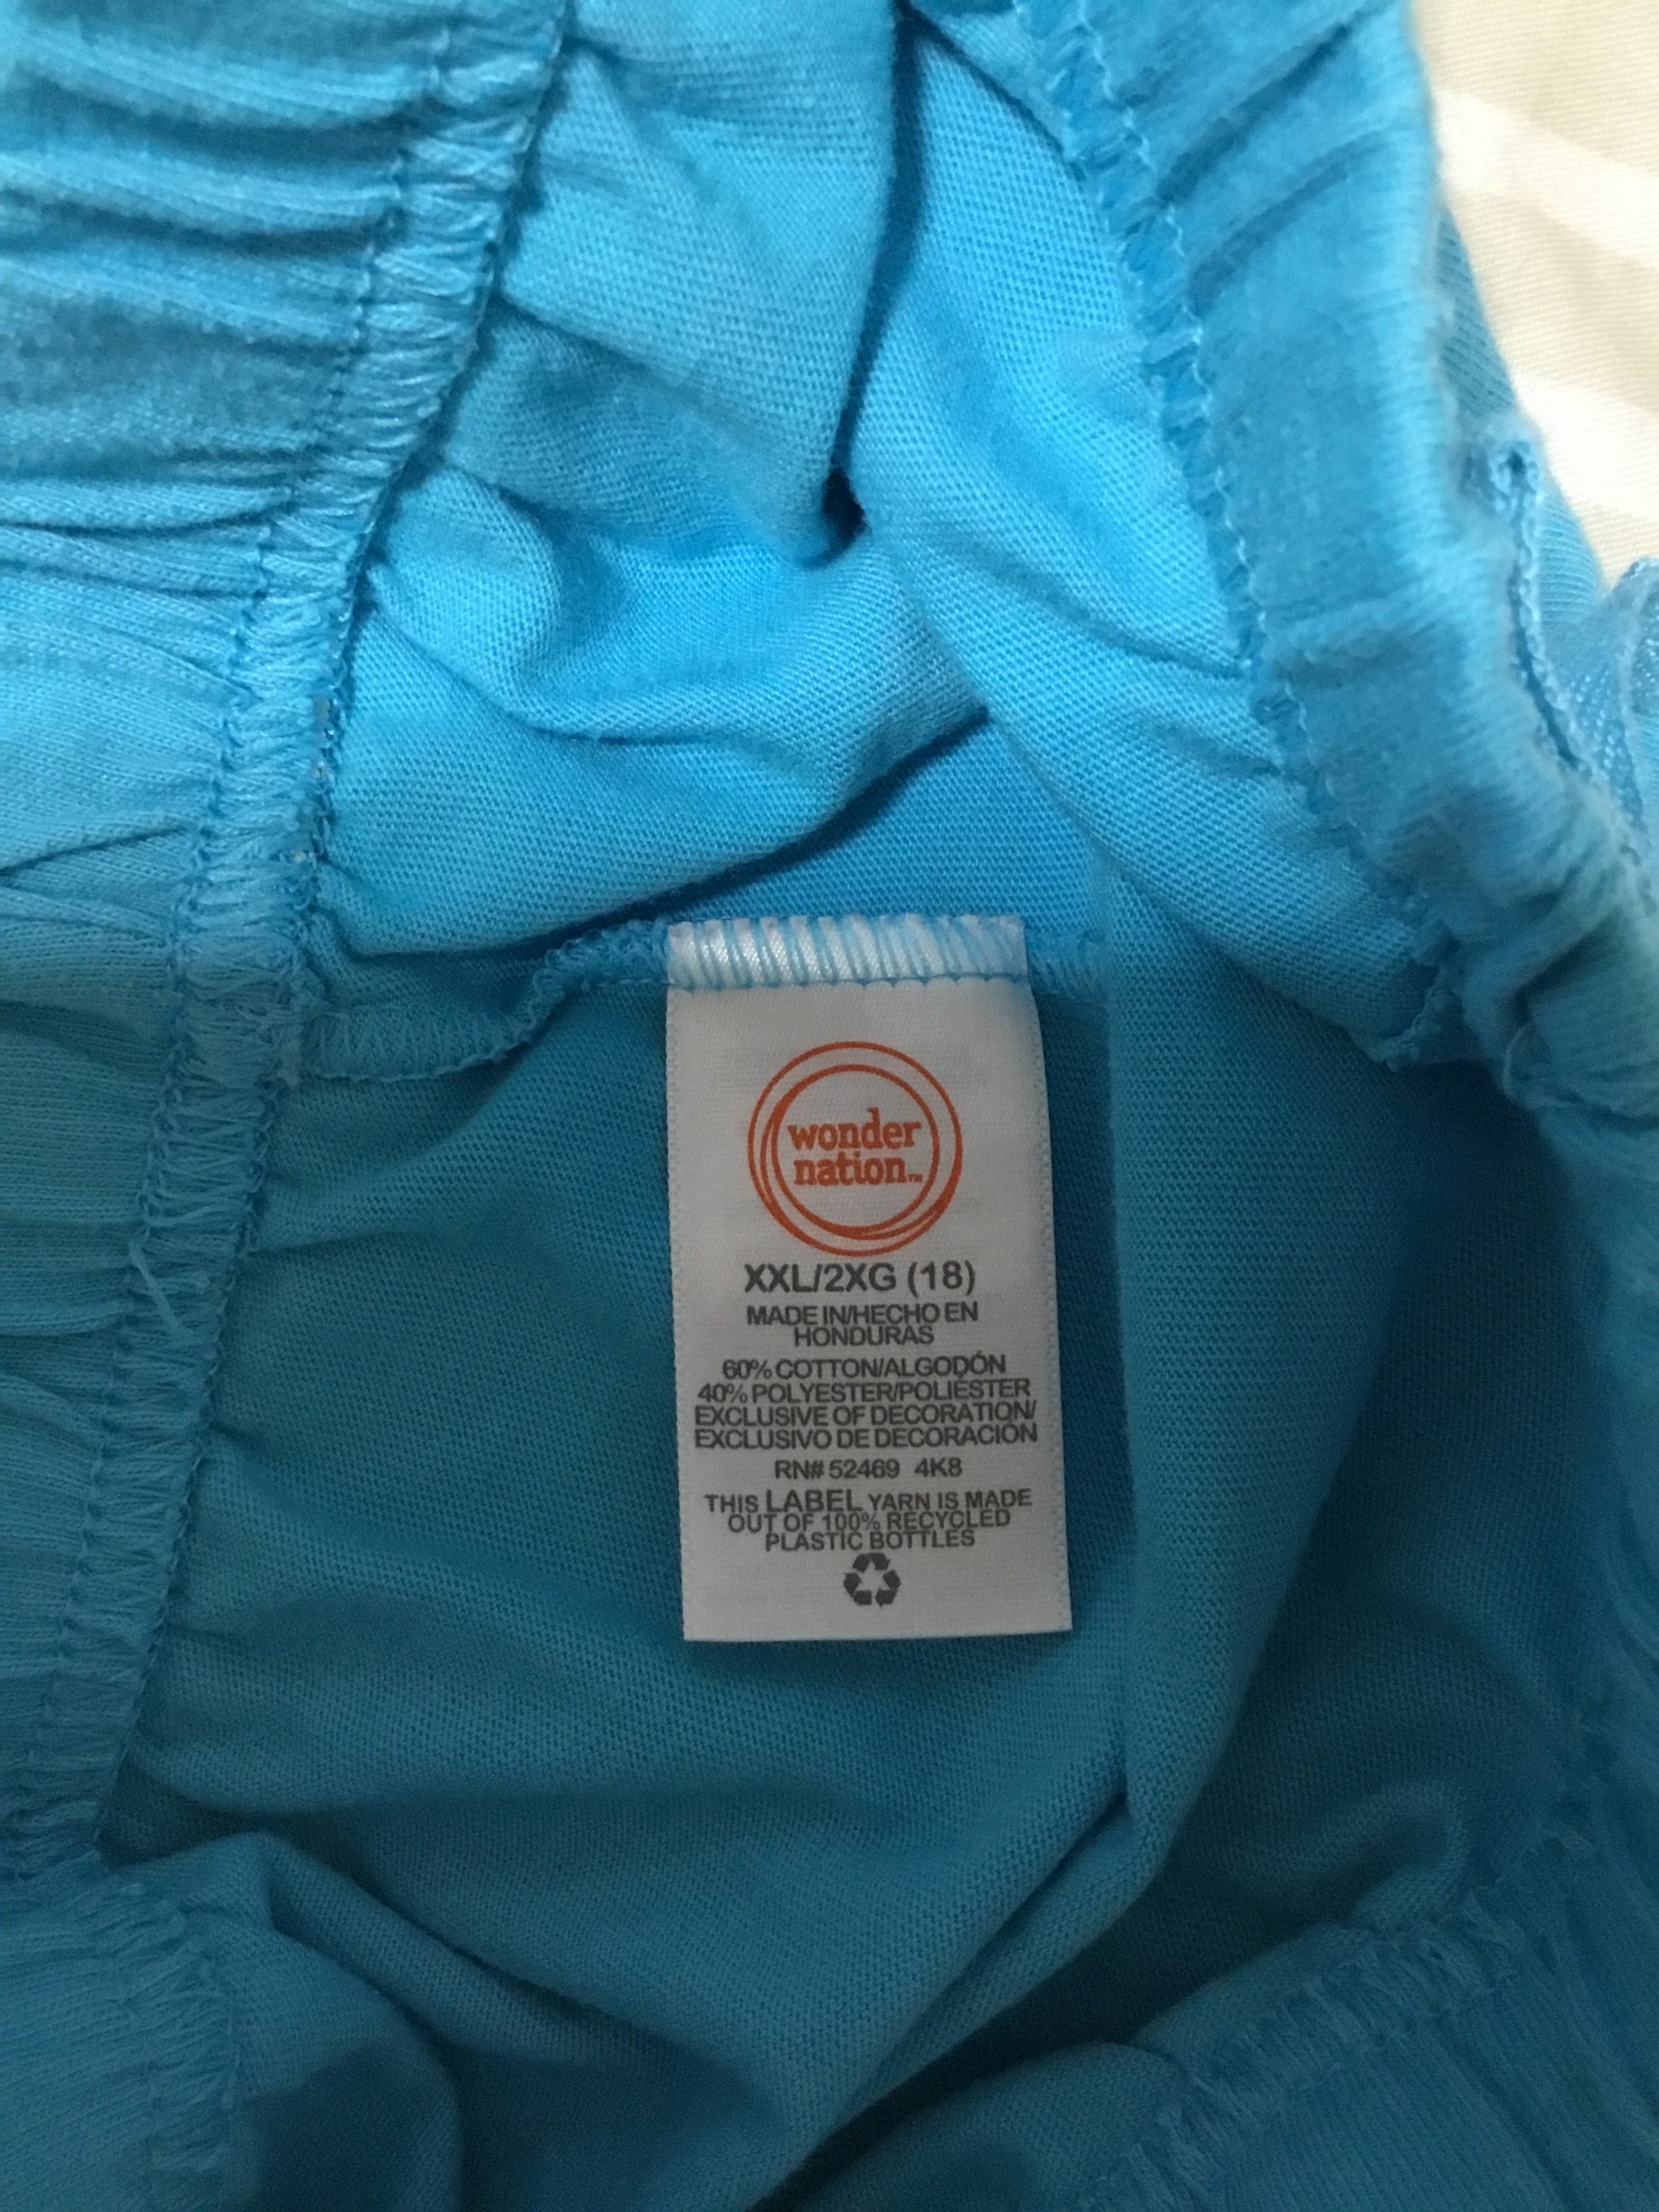 wonder
nation™
XXL/2XG (18)
MADE IN/HECHO EN
HONDURAS
60% COTTON/ALGODÓN
40% POLYESTER/POLIÉSTER
EXCLUSIVE OF DECORATION/
EXCLUSIVO DE DECORACIÓN
RN# 52469 4K8
THIS LABEL YARN IS MADE
OUT OF 100% RECYCLED
PLASTIC BOTTLES